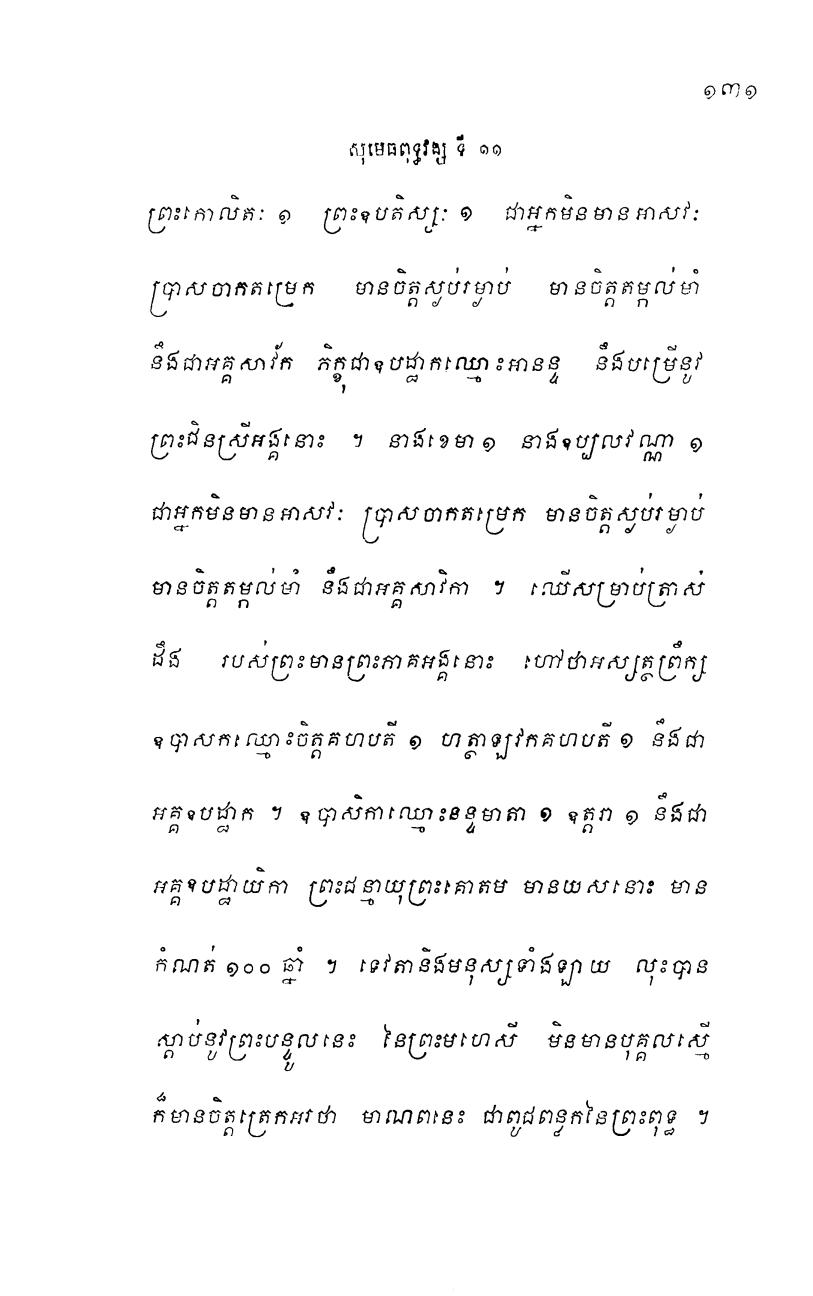 ១៣១
សុមេធពុទ្ធវង្ស ទី ១១
ព្រះកោលិតៈ ១ ព្រះឧបតិស្សៈ ១ ជាអ្នកមិនមានអាសវៈ
ប្រាសចាកតម្រេក មានចិត្តស្ងប់រម្ងាប់ មានចិត្តតម្កល់មាំ
នឹងជាអគ្គសាវ័ក ភិក្ខុជាឧបដ្ឋាកឈ្មោះអានន្ទ នឹងបម្រើនូវ
ព្រះជិនស្រីអង្គនោះ ។ នាងខេមា ១ នាងឧប្បលវណ្ណា ១
ជាអ្នកមិនមានអាសវៈ ប្រាសចាកតម្រេក មានចិត្តស្ងប់រម្ងាប់
មានចិត្តតម្កល់មាំ នឹងជាអគ្គសាវិកា ។ ឈើសម្រាប់ត្រាស់
ដឹង របស់ព្រះមានព្រះភាគអង្គនោះ ហៅថាអស្សត្ថព្រឹក្ស
ឧបាសកឈ្មោះចិត្តគហបតី ១ ហត្ថាឡវកគហបតី ១ នឹងជា
អគ្គឧបដ្ឋាក ។ ឧបាសិកាឈ្មោះនន្ទមាតា ១ ឧត្តរា ១ នឹងជា
អគ្គឧបដ្ឋាយិកា ព្រះជន្មាយុព្រះគោតម មានយសនោះ មាន
កំណត់ ១០០ ឆ្នាំ ។ ទេវតានិងមនុស្សទាំងឡាយ លុះបាន
ស្តាប់នូវព្រះបន្ទូលនេះ នៃព្រះមហេសី មិនមានបុគ្គលស្មើ
ក៏មានចិត្តត្រេកអរថា មាណពនេះ ជាពូជពន្ធកនៃព្រះពុទ្ធ ។